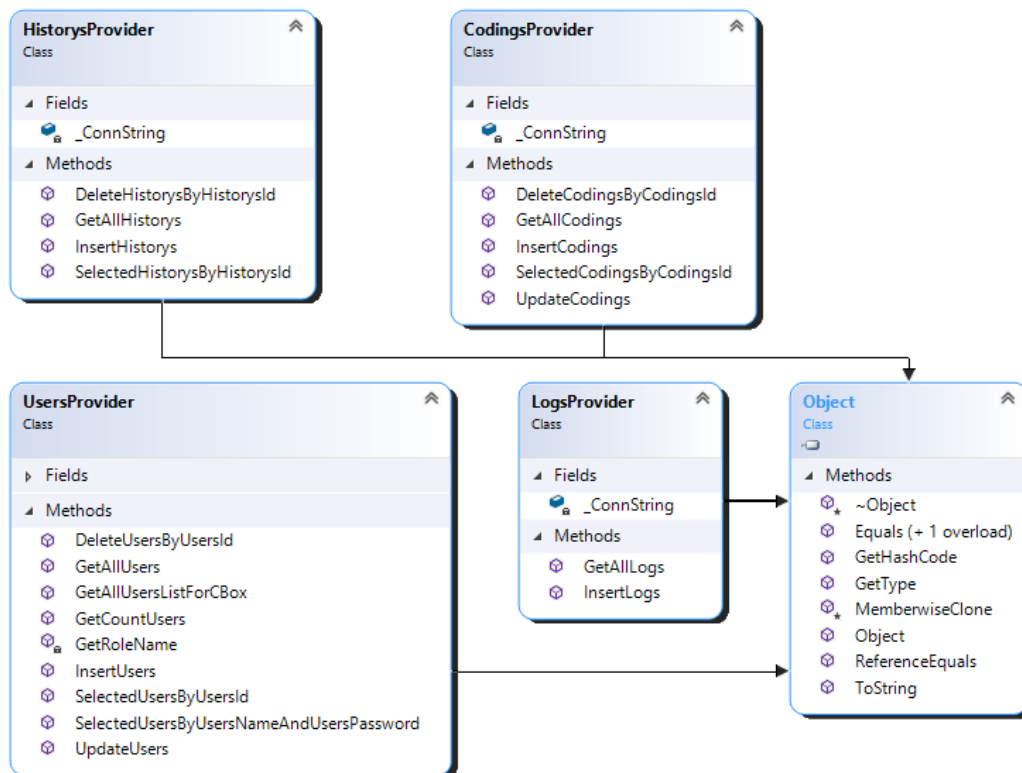 HistorysProvider
Class
Fields
_ConnString
Methods
DeleteHistorysByHistorysId
GetAllHistorys
InsertHistorys
SelectedHistorysByHistorysId
CodingsProvider
Class
Fields
_ConnString
Methods
DeleteCodingsByCodingsId
GetAllCodings
InsertCodings
SelectedCodingsByCodingsId
UpdateCodings
UsersProvider
Class
Fields
Methods
DeleteUsersByUsersId
GetAllUsers
GetAllUsersListForCBox
GetCountUsers
GetRoleName
InsertUsers
SelectedUsersByUsersId
SelectedUsersByUsersNameAndUsersPassword
UpdateUsers
LogsProvider
Class
Fields
_ConnString
Methods
GetAllLogs
InsertLogs
Object
Class
Methods
~Object
Equals (+ 1 overload)
GetHashCode
GetType
MemberwiseClone
Object
ReferenceEquals
ToString